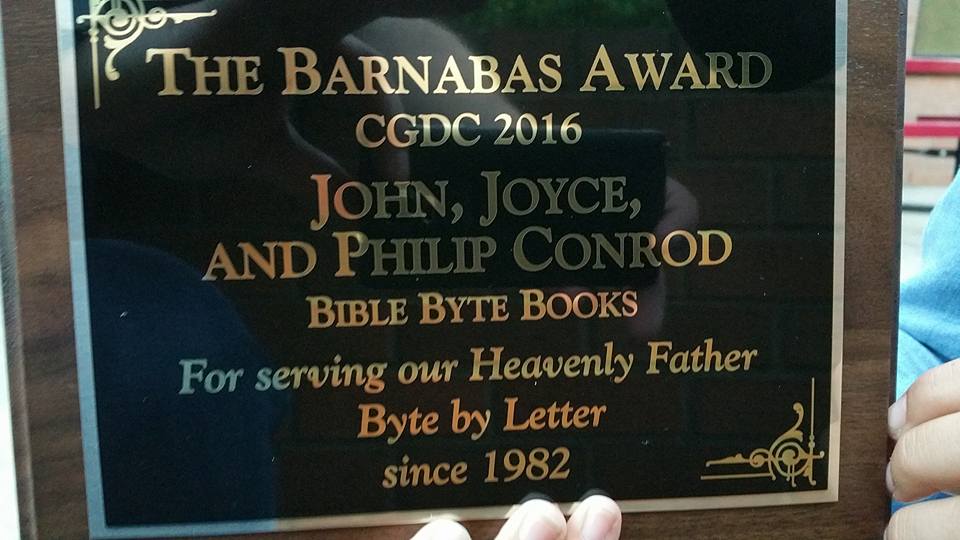 The Barnabas Award
CGDC 2016
John, Joyce,
and Philip Conrod
Bible Byte Books
For serving our Heavenly Father
Byte by Letter
since 1982